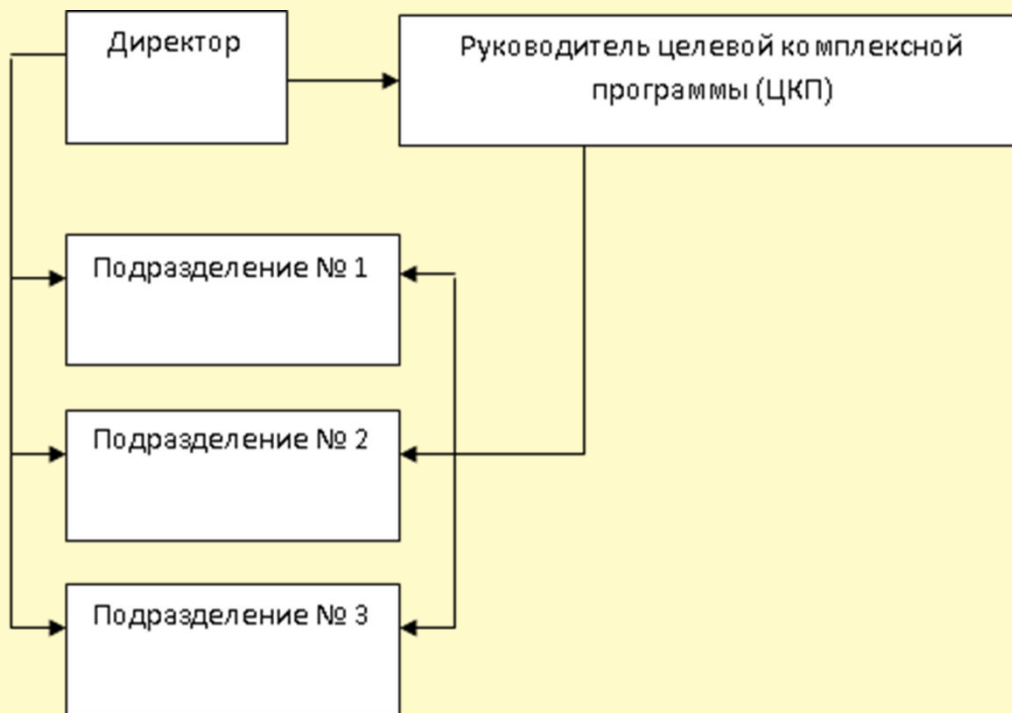 Директор
Руководитель целевой комплексной
программы (ЦКП)
Подразделение № 1
Подразделение № 2
Подразделение № 3